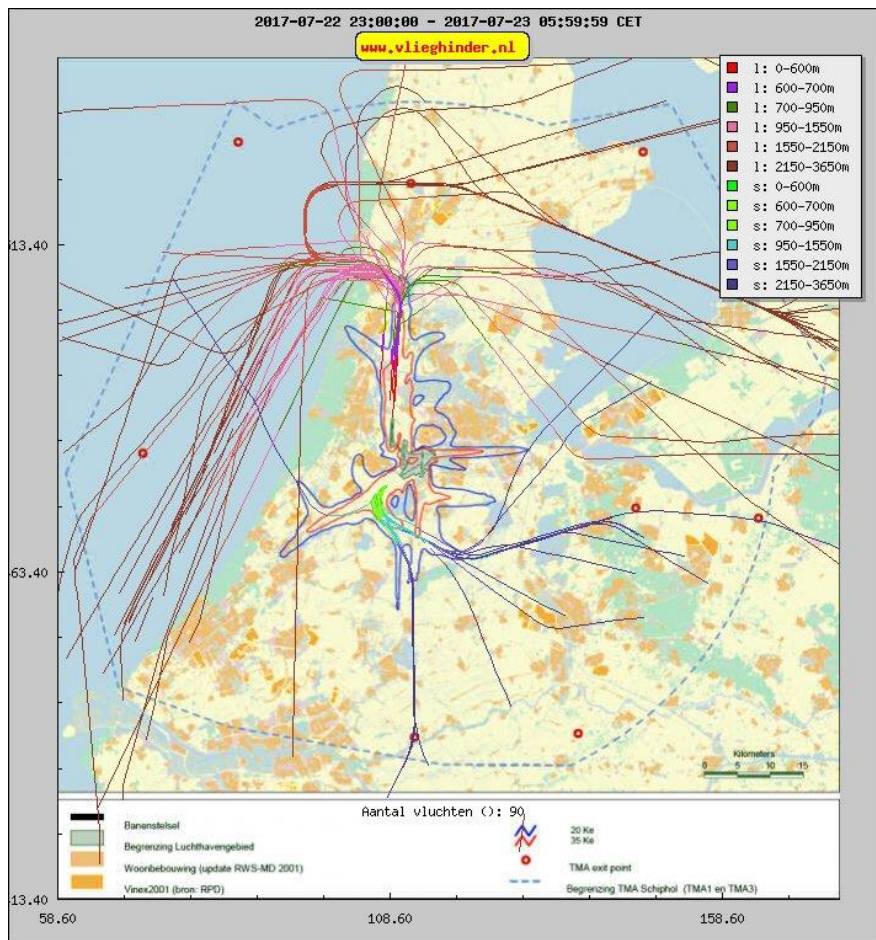 2017-07-22 23:00:00 - 2017-07-23 05:59:59 CET
www.vlieghinder.nl
l: 0-600m
l: 600-700m
l: 700-950m
l: 950-1550m
l: 1550-2150m
l: 2150-3650m
s: 0-600m
s: 600-700m
s: 700-950m
s: 950-1550m
s: 1550-2150m
s: 2150-3650m
513.40
463.40
413.40
58.60
108.60
158.60
Kilometers
0 5 10 15
Aantal vluchten (): 90
Banenstelsel
Begrenzing Luchthavengebied
Woonbebouwing (update RWS-MD 2001)
Vinex2001 (bron: RPD)
20 Ke
35 Ke
TMA exit point
Begrenzing TMA Schiphol (TMA1 en TMA3)